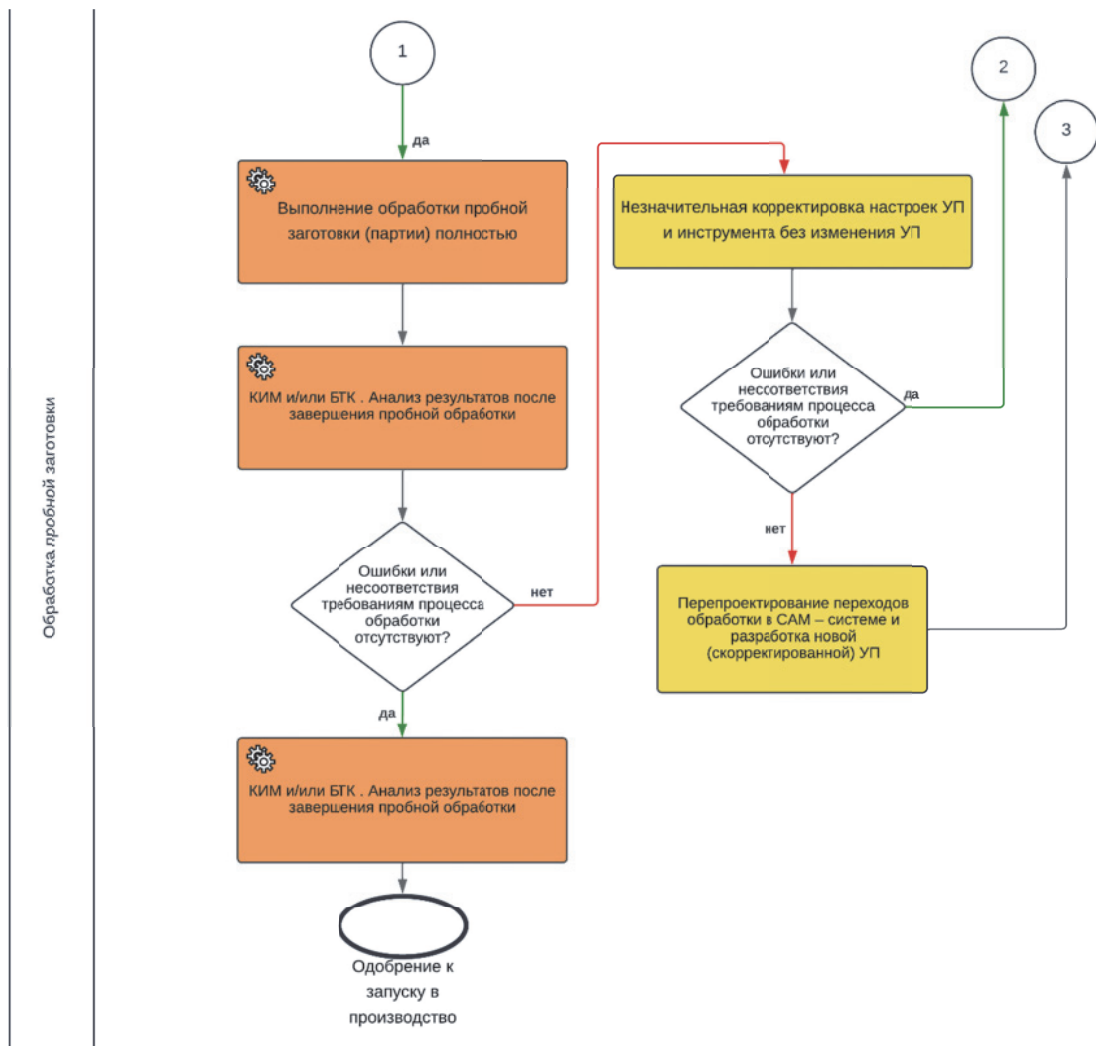 Обработка пробной заготовки
1
да
Выполнение обработки пробной
заготовки (партии) полностью
КИМ и/или БТК . Анализ результатов после
завершения пробной обработки
Ошибки или
несоответствия
требованиям процесса
обработки
отсутствуют?
нет
да
КИМ и/или БТК . Анализ результатов после
завершения пробной обработки
Одобрение к
запуску в
производство
2
3
Незначительная корректировка настроек УП
и инструмента без изменения УП
Ошибки или
нессответствия
требованиям процесса
обработки
отсутствуют?
да
нет
Перепроектирование переходов
обработки в САМ – системе и
разработка новой
(скорректированной) УП